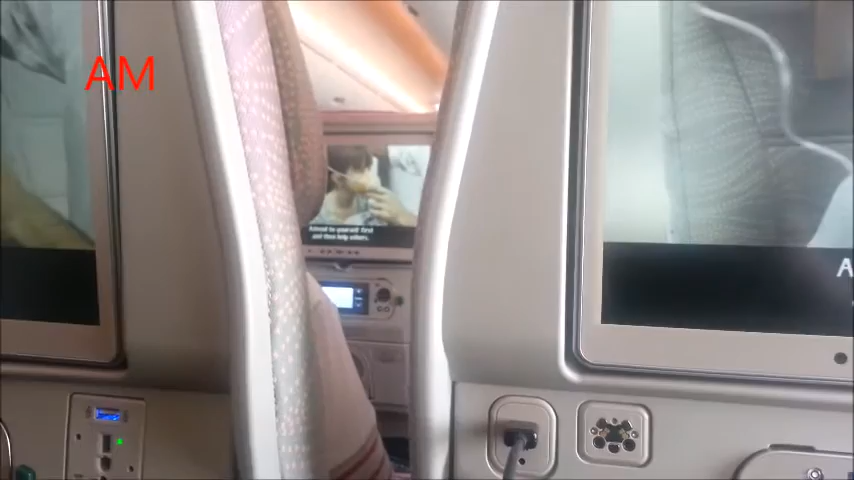 AM
Attend to yourself first
and then help others.
A